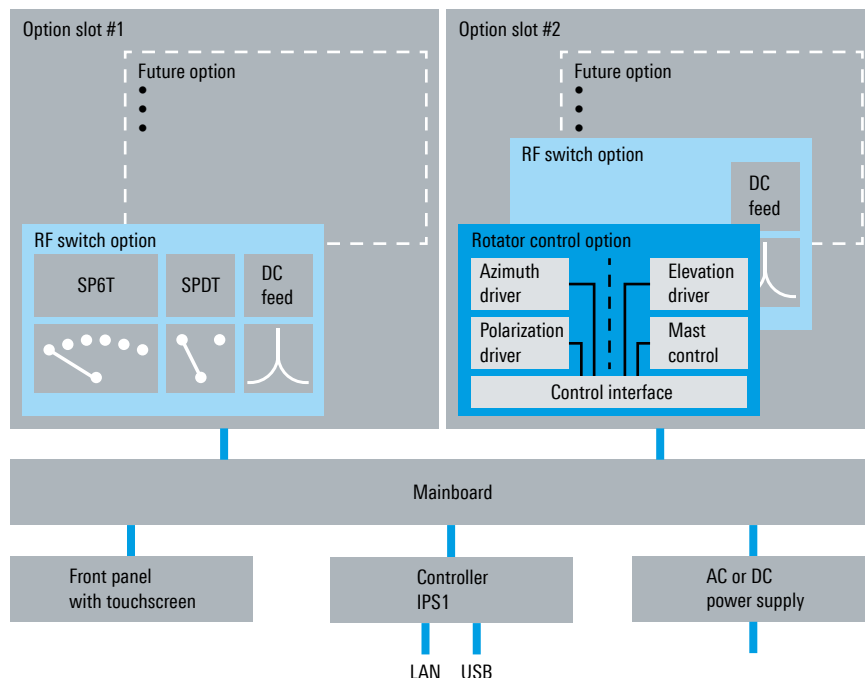 Option slot #1
Future option
RF switch option
SP6T
SPDT
DC
feed
Option slot #2
Future option
RF switch option
DC
feed
Rotator control option
Azimuth
driver
Elevation
driver
Polarization
driver
Mast
control
Control interface
Mainboard
Front panel
with touchscreen
Controller
IPS1
AC or DC
power supply
LAN
USB